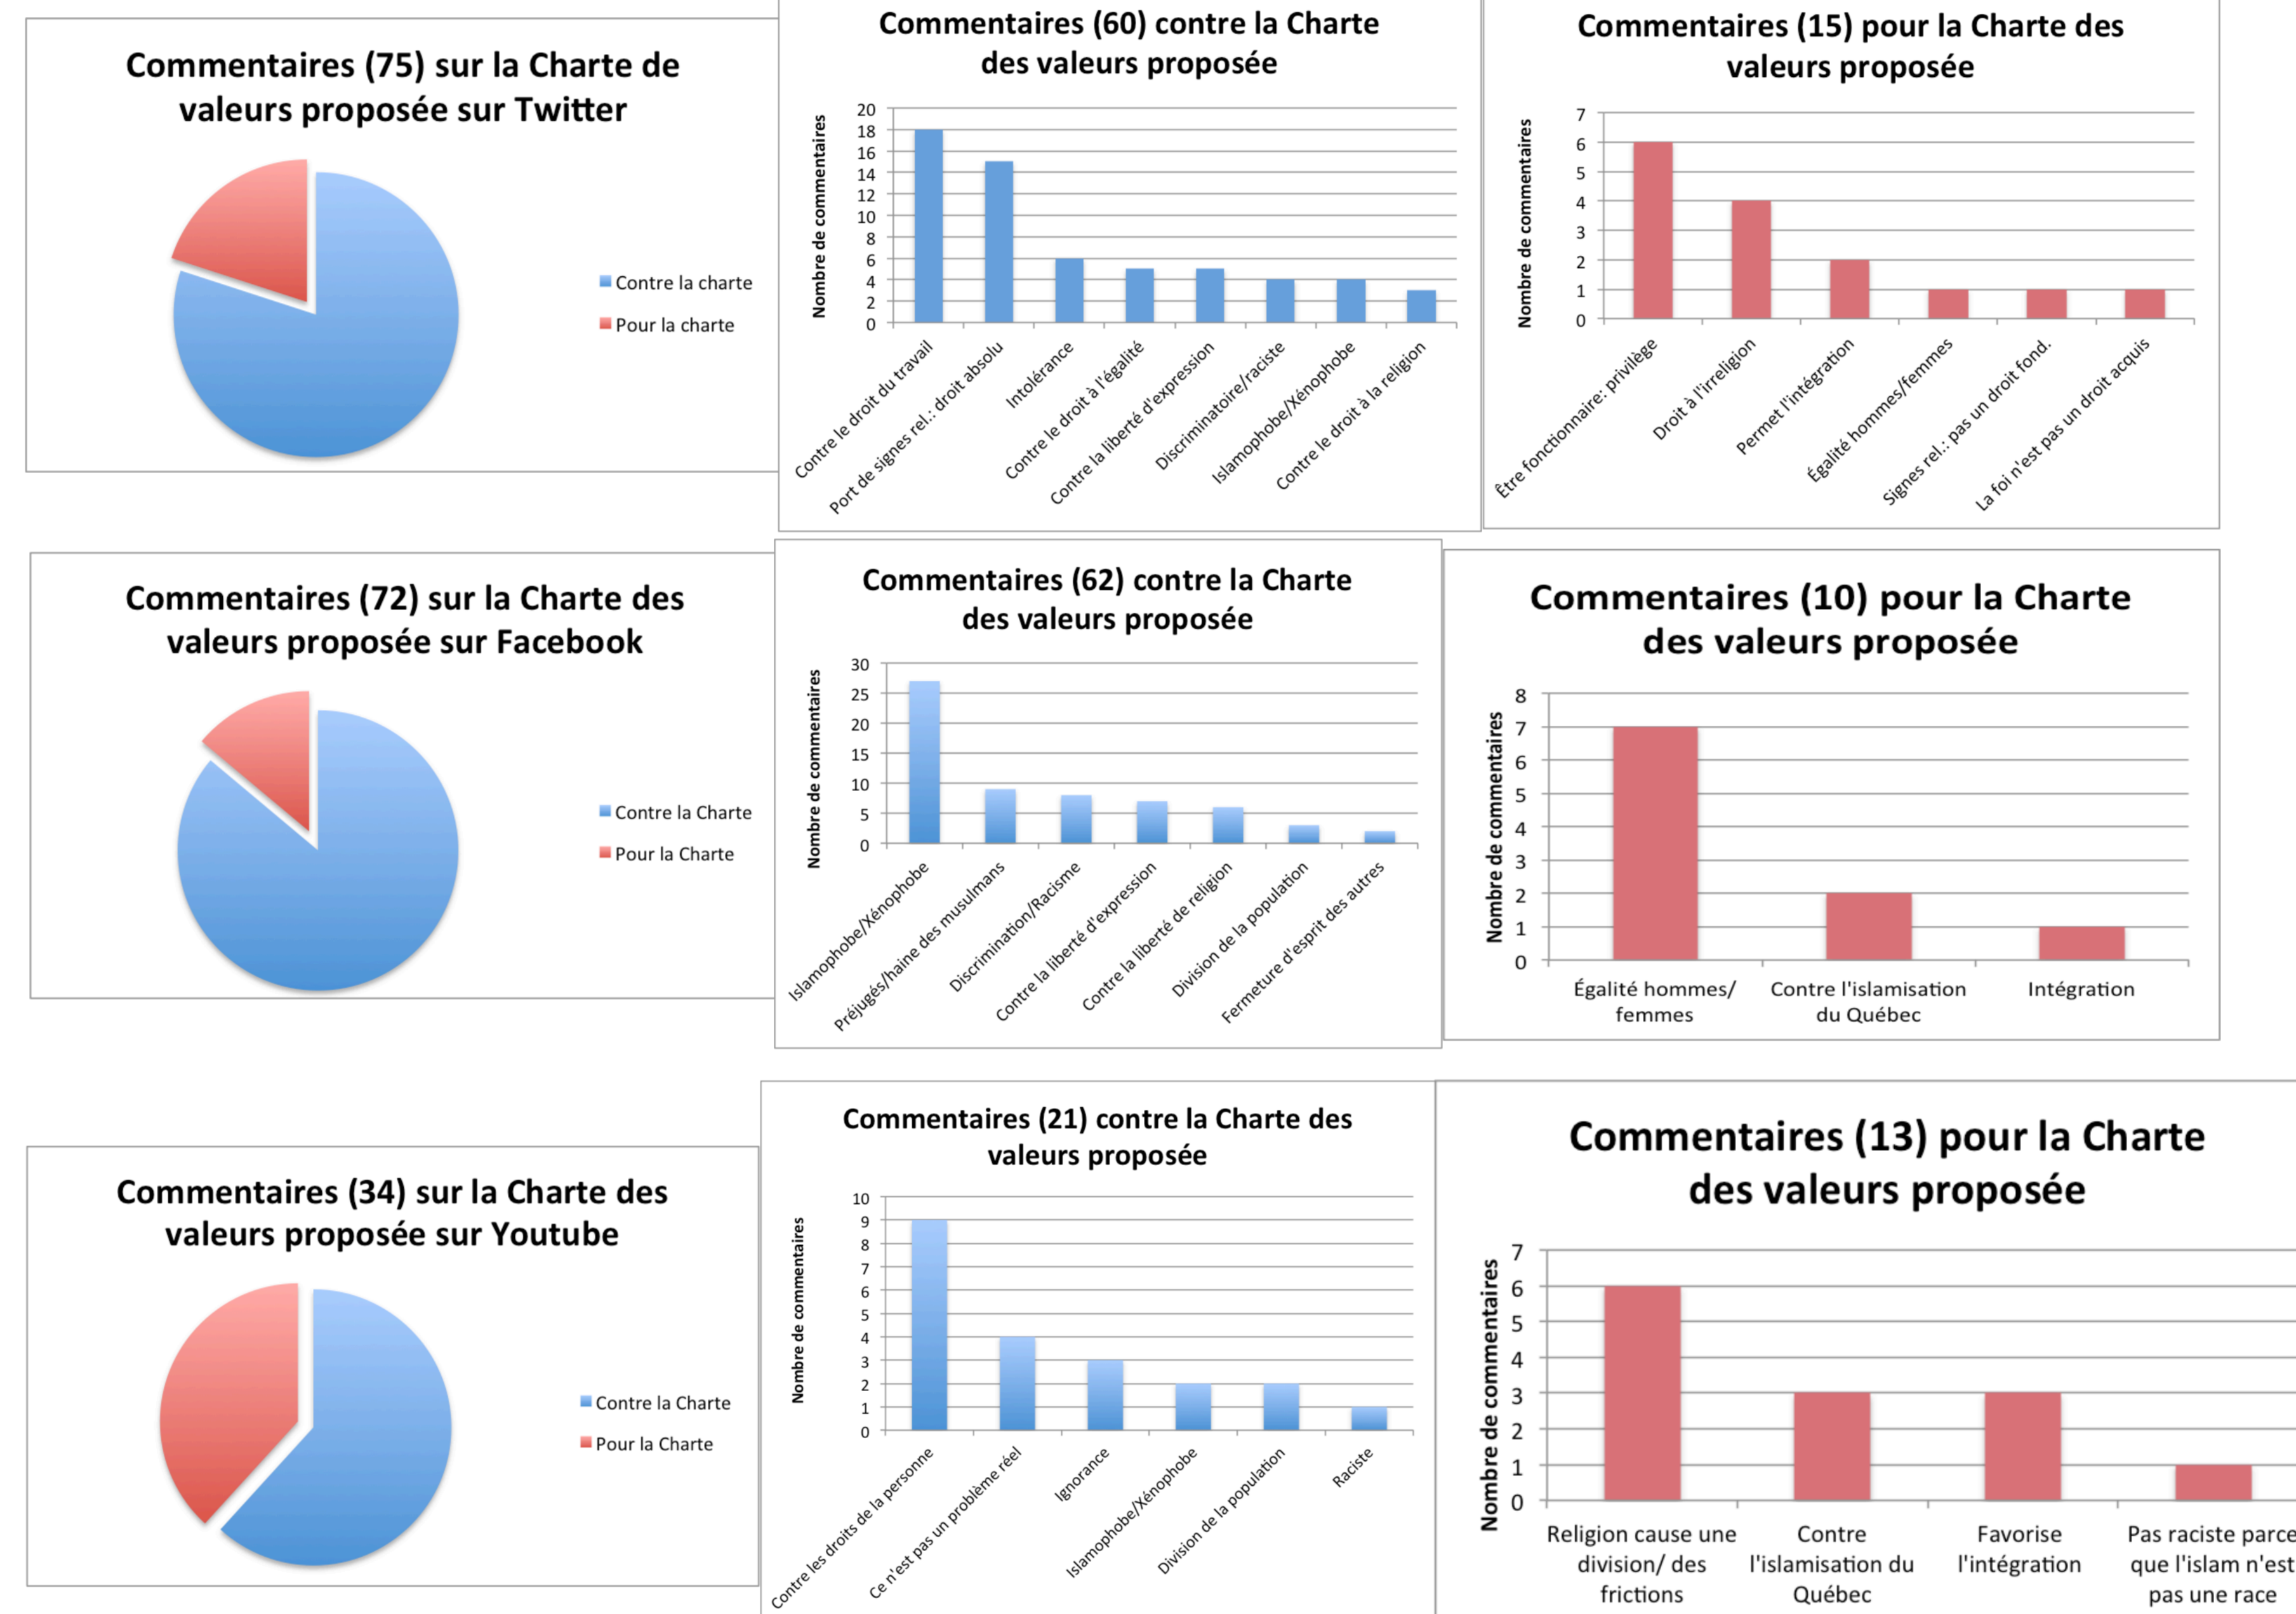 Commentaires (75) sur la Charte de
valeurs proposée sur Twitter
Contre la charte
Pour la charte
Commentaires (60) contre la Charte
des valeurs proposée
Nombre de commentaires
20
18
16
14
12
10
8
6
4
2
0
Contre le droit du travail
Port de signes rel.: droit absolu
Intolérance
Contre le droit à l'égalité
Contre la liberté d'expression
Discriminatoire/raciste
Islamophobe/Xénophobe
Contre le droit à la religion
Commentaires (15) pour la Charte des
valeurs proposée
Nombre de commentaires
7
6
5
4
3
2
1
0
Être fonctionnaire: privilège
Droit à l'irreligion
Permet l'intégration
Égalité hommes/femmes
Signes rel.: pas un droit fond.
La foi n'est pas un droit acquis
Commentaires (72) sur la Charte des
valeurs proposée sur Facebook
Contre la Charte
Pour la Charte
Commentaires (62) contre la Charte
des valeurs proposée
Nombre de commentaires
30
25
20
15
10
5
0
Islamophobe/Xénophobe
Préjugés/haine des musulmans
Discrimination/Racisme
Contre la liberté d'expression
Contre la liberté de religion
Division de la population
Fermeture d'esprit des autres
Commentaires (10) pour la Charte
des valeurs proposée
Nombre de commentaires
8
7
6
5
4
3
2
1
0
Égalité hommes/
femmes
Contre l'islamisation
du Québec
Intégration
Commentaires (34) sur la Charte des
valeurs proposée sur Youtube
Contre la Charte
Pour la Charte
Commentaires (21) contre la Charte des
valeurs proposée
Nombre de commentaires
10
9
8
7
6
5
4
3
2
1
0
Contre les droits de la personne
Ce n'est pas un problème réel
Ignorance
Islamophobe/Xénophobe
Division de la population
Raciste
Commentaires (13) pour la Charte
des valeurs proposée
Nombre de commentaires
7
6
5
4
3
2
1
0
Religion cause une
division/ des
frictions
Contre
l'islamisation du
Québec
Favorise
l'intégration
Pas raciste parce
que l'islam n'est
pas une race